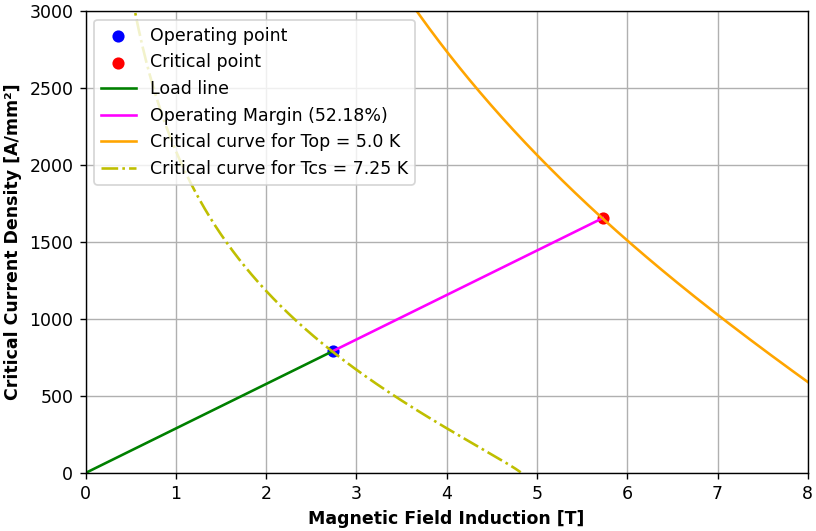 3000
2500
2000
1500
1000
500
0
Critical Current Density [A/mm²]
Operating point
Critical point
Load line
Operating Margin (52.18%)
Critical curve for Top = 5.0 K
Critical curve for Tcs = 7.25 K
0 1 2 3 4 5 6 7 8
Magnetic Field Induction [T]